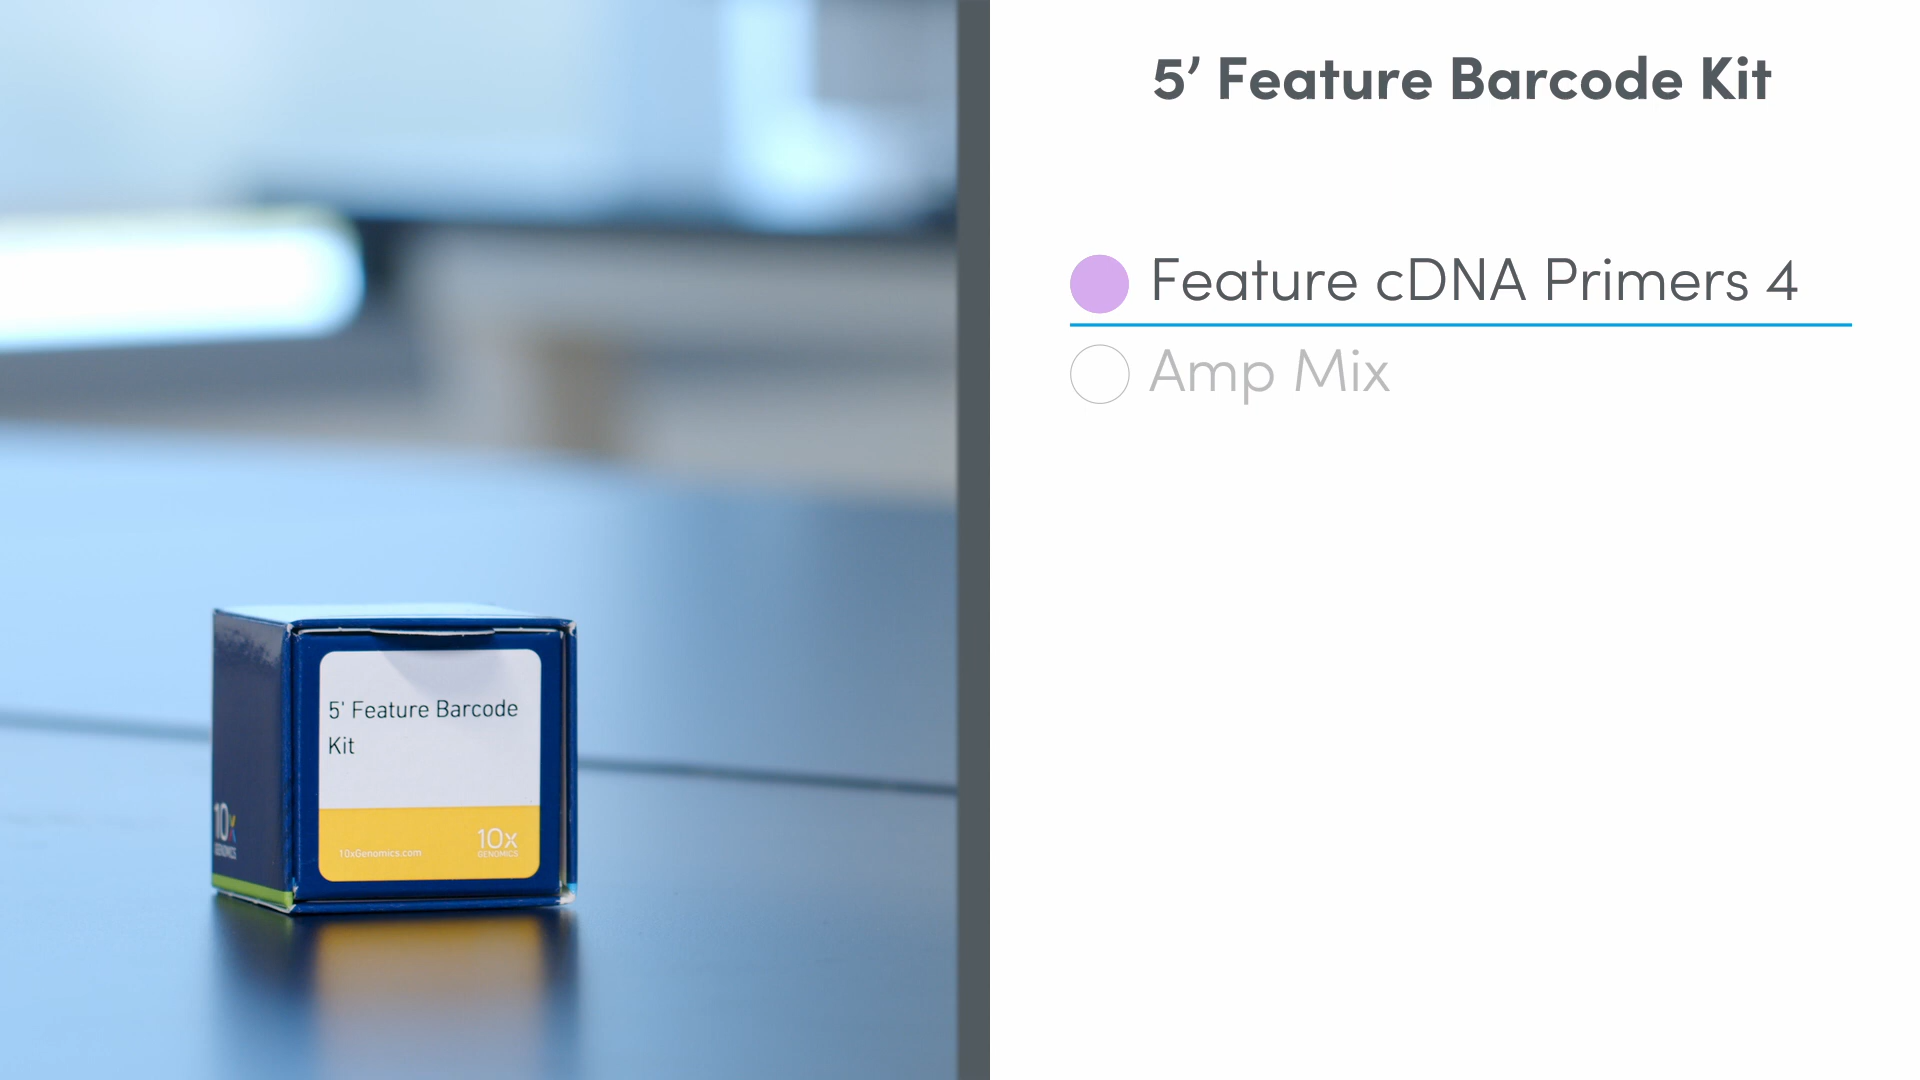 5’ Feature Barcode Kit
Feature cDNA Primers 4
Amp Mix
5' Feature Barcode
Kit
10x
GENOMICS
10xGenomics.com
10x
GENOMICS